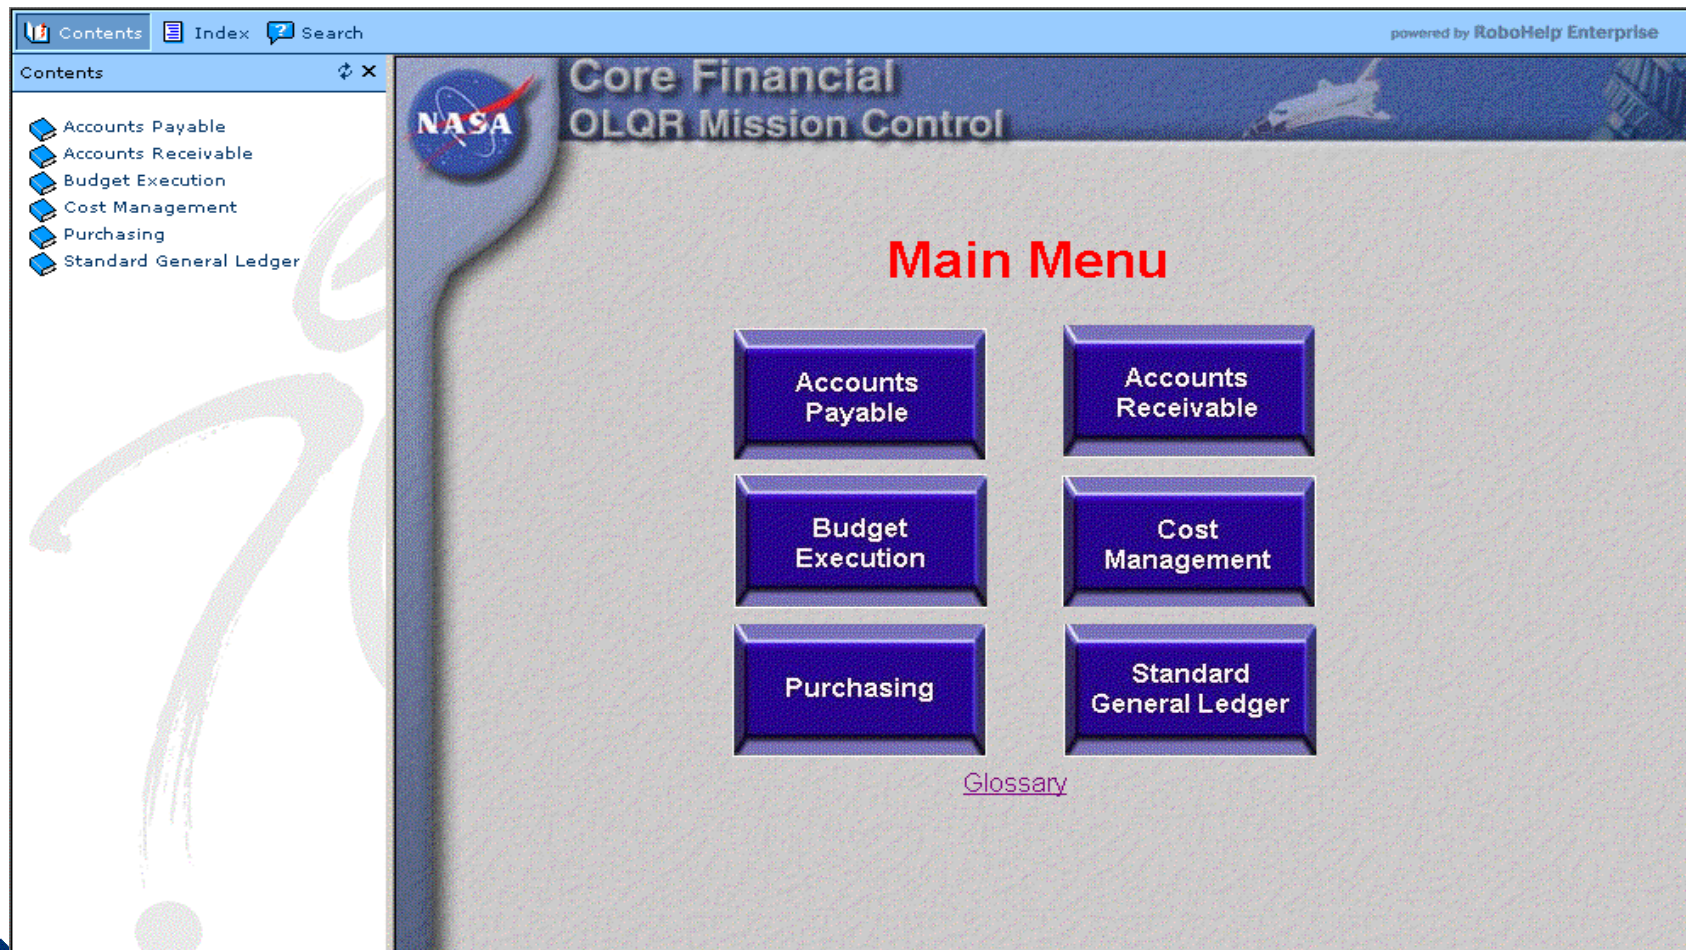 Contents Index Search
powered by RoboHelp Enterprise
Contents
Accounts Payable
Accounts Receivable
Budget Execution
Cost Management
Purchasing
Standard General Ledger
NASA
Core Financial
OLQR Mission Control
Main Menu
Accounts
Payable
Accounts
Receivable
Budget
Execution
Cost
Management
Purchasing
Standard
General Ledger
Glossary